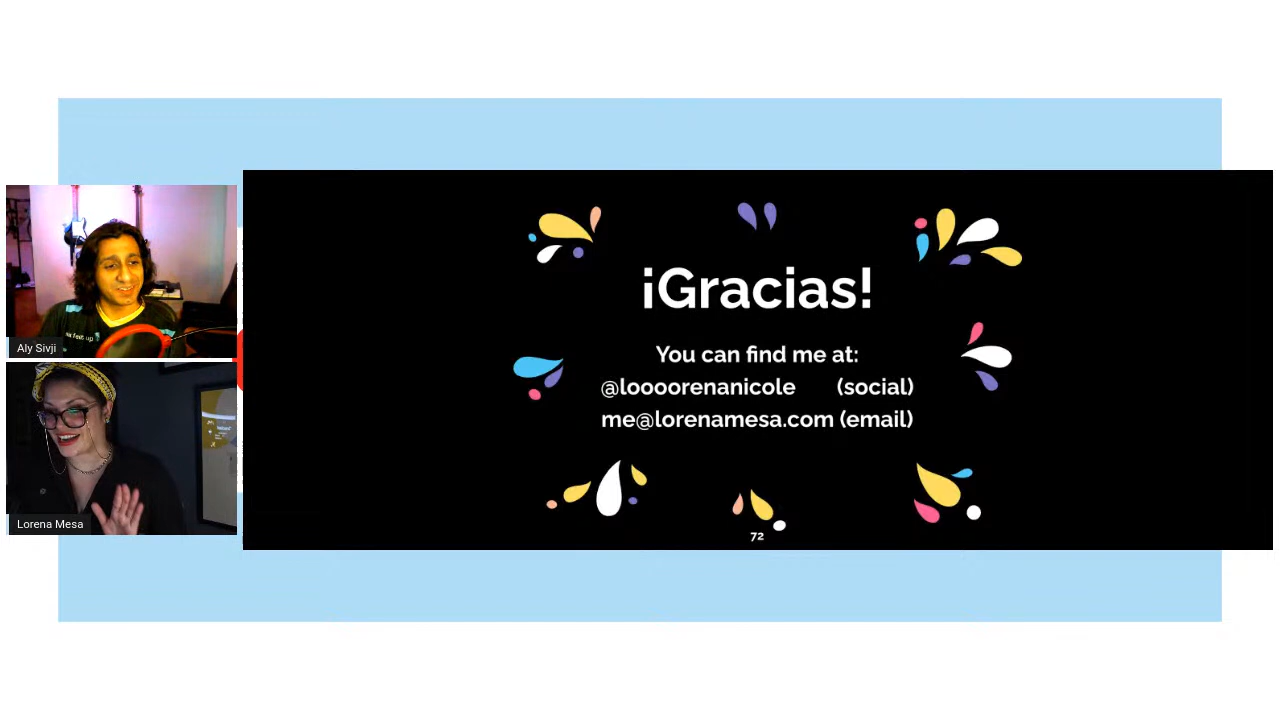 Aly Sivji
Lorena Mesa
¡Gracias!
You can find me at:
@loooorenanicole (social)
me@lorenamesa.com (email)
72